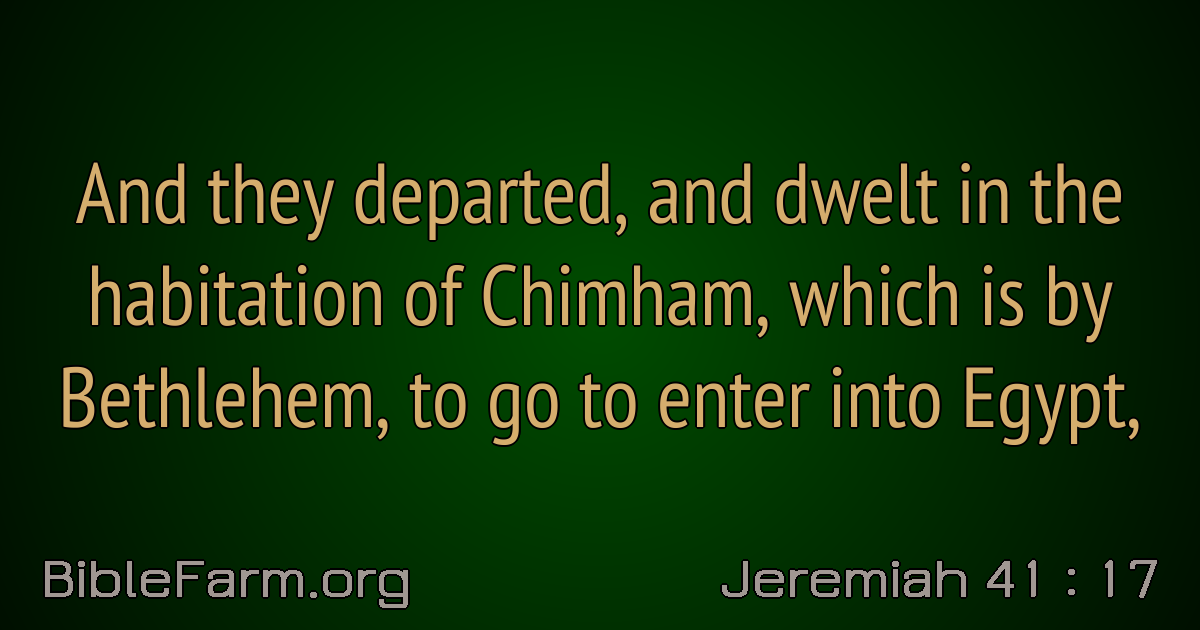 And they departed, and dwelt in the
habitation of Chimham, which is by
Bethlehem, to go to enter into Egypt,
BibleFarm.org
Jeremiah 41 : 17